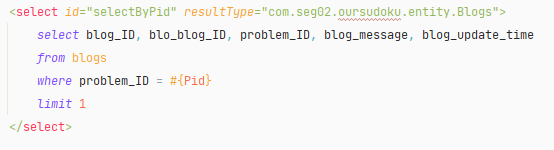 <select id="selectByPid" resultType="com.seg02.oursudoku.entity.Blogs">
select blog_ID, blo_blog_ID, problem_ID, blog_message, blog_update_time
from blogs
where problem_ID = #{Pid}
limit 1
</select>